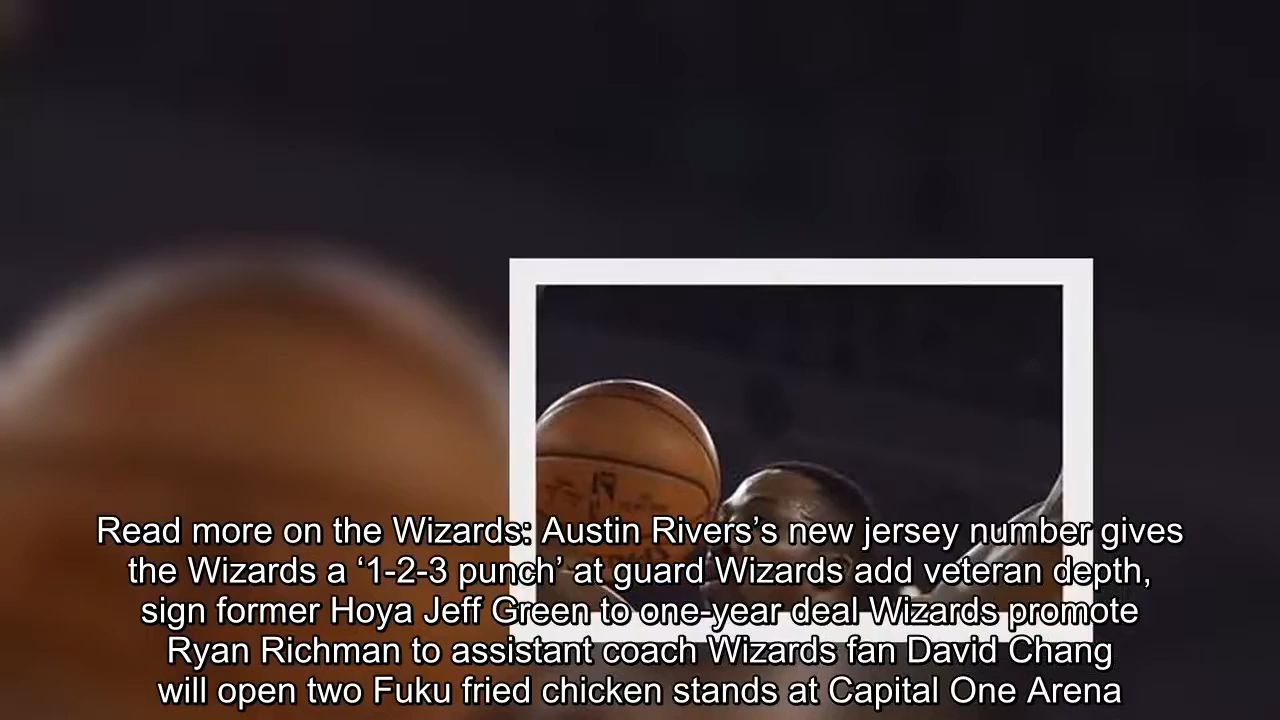 Read more on the Wizards: Austin Rivers’s new jersey number gives
the Wizards a ‘1-2-3 punch’ at guard Wizards add veteran depth,
sign former Hoya Jeff Green to one-year deal Wizards promote
Ryan Richman to assistant coach Wizards fan David Chang
will open two Fuku fried chicken stands at Capital One Arena